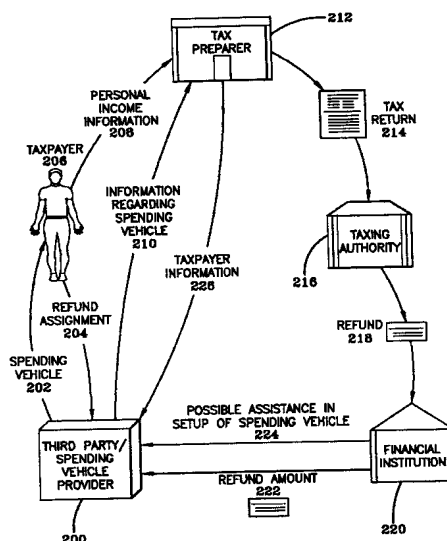 212
TAX
PREPARER
PERSONAL
INCOME
INFORMATION
208
TAX
RETURN
214
TAXPAYER
206
INFORMATION
REGARDING
SPENDING
VEHICLE
210
TAXPAYER
INFORMATION
226
TAXING
AUTHORITY
216
REFUND
ASSIGNMENT
204
REFUND
218
SPENDING
VEHICLE
202
POSSIBLE ASSISTANCE IN
SETUP OF SPENDING VEHICLE
224
THIRD PARTY/
SPENDING
VEHICLE
PROVIDER
FINANCIAL
INSTITUTION
REFUND AMOUNT
222
200
220